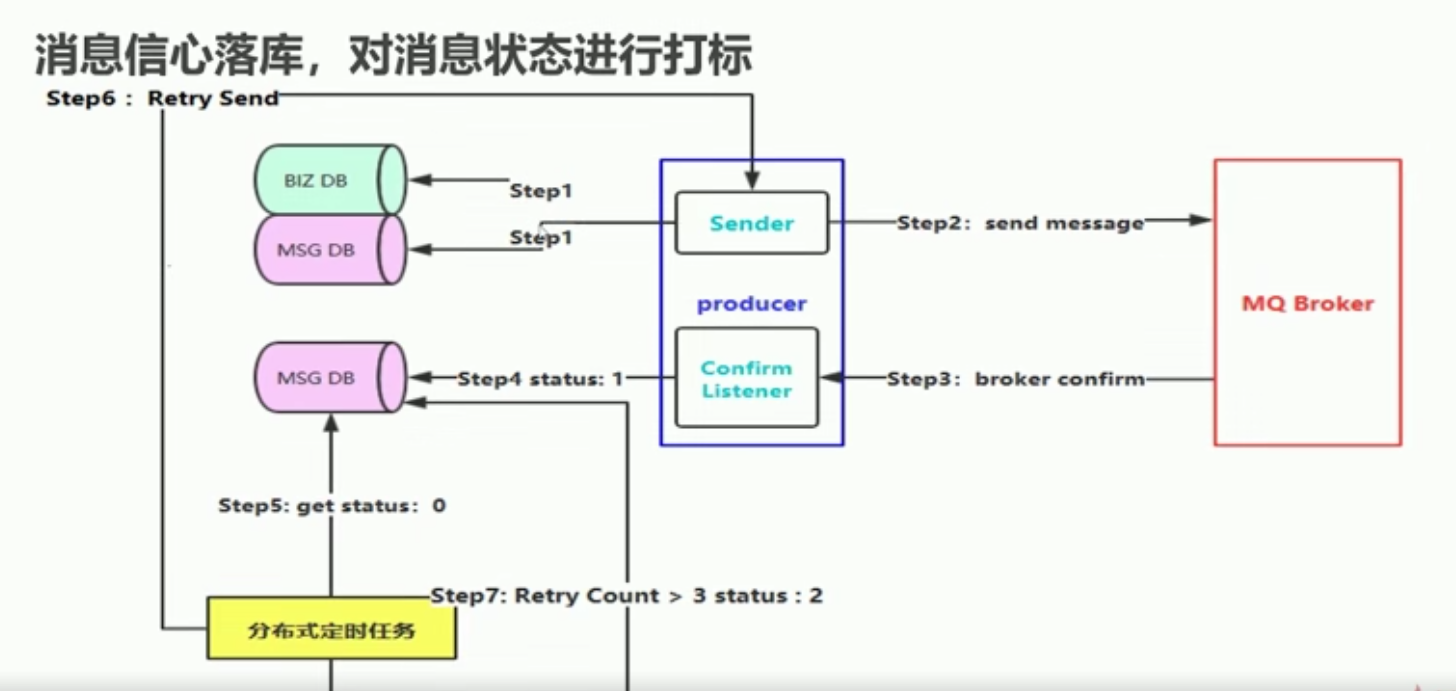 消息信心落库，对消息状态进行打标
Step6： Retry Send
BIZ DB
Step1
MSG DB
Step1
Sender
Step2：send message
producer
MQ Broker
MSG DB
Step4 status: 1
Confirm
Listener
Step3：broker confirm
Step5: get status：0
Step7: Retry Count > 3 status : 2
分布式定时任务